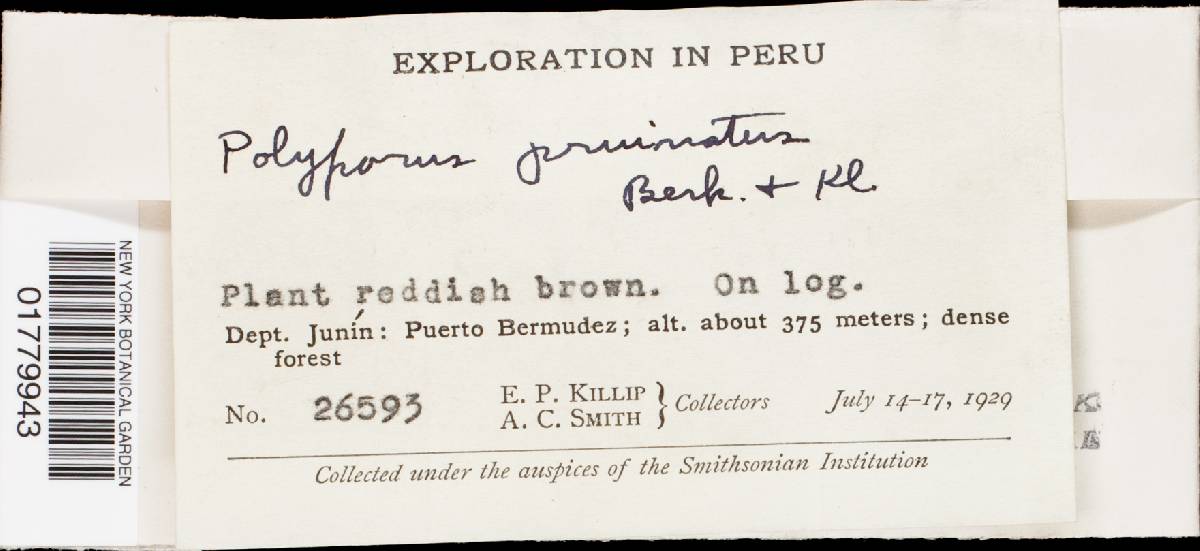 EXPLORATION IN PERU
Polyporus pruinatus
Berk. + Kl.
Plant reddish brown. On log.
Dept. Junín: Puerto Bermudez; alt. about 375 meters; dense
forest
No. 26593
E. P. KILLIP
A. C. SMITH
} Collectors
July 14-17, 1929
Collected under the auspices of the Smithsonian Institution
NEW YORK BOTANICAL GARDEN
01779943